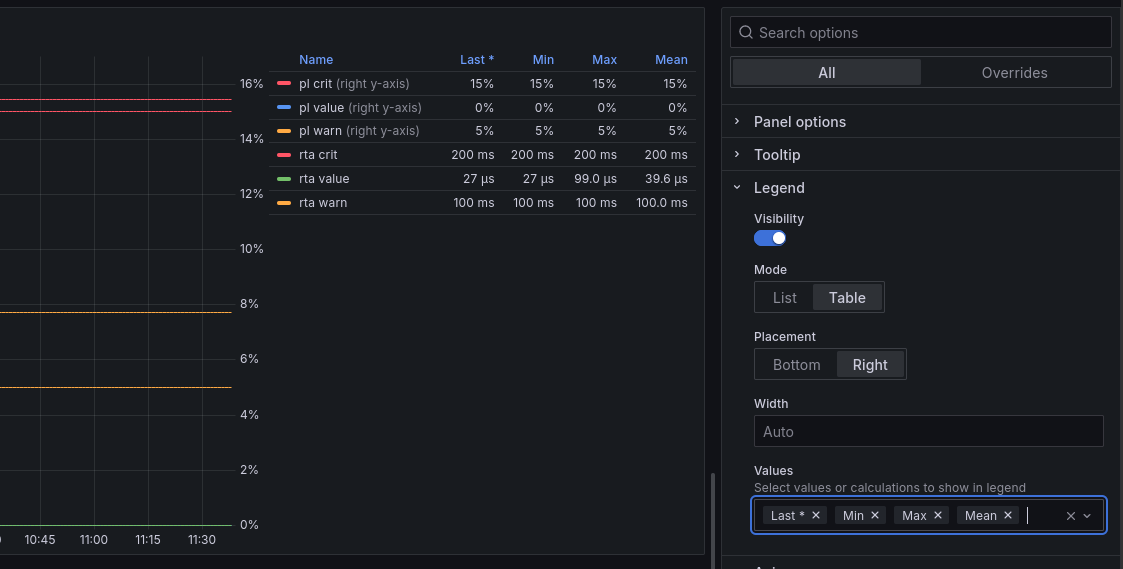 16%
14%
12%
10%
8%
6%
4%
2%
0%
10:45 11:00 11:15 11:30
Name Last * Min Max Mean
pl crit (right y-axis) 15% 15% 15% 15%
pl value (right y-axis) 0% 0% 0% 0%
pl warn (right y-axis) 5% 5% 5% 5%
rta crit 200 ms 200 ms 200 ms 200 ms
rta value 27 µs 27 µs 99.0 µs 39.6 µs
rta warn 100 ms 100 ms 100 ms 100.0 ms
Search options
All Overrides
Panel options
Tooltip
Legend
Visibility
Mode
List Table
Placement
Bottom Right
Width
Auto
Values
Select values or calculations to show in legend
Last * Min Max Mean